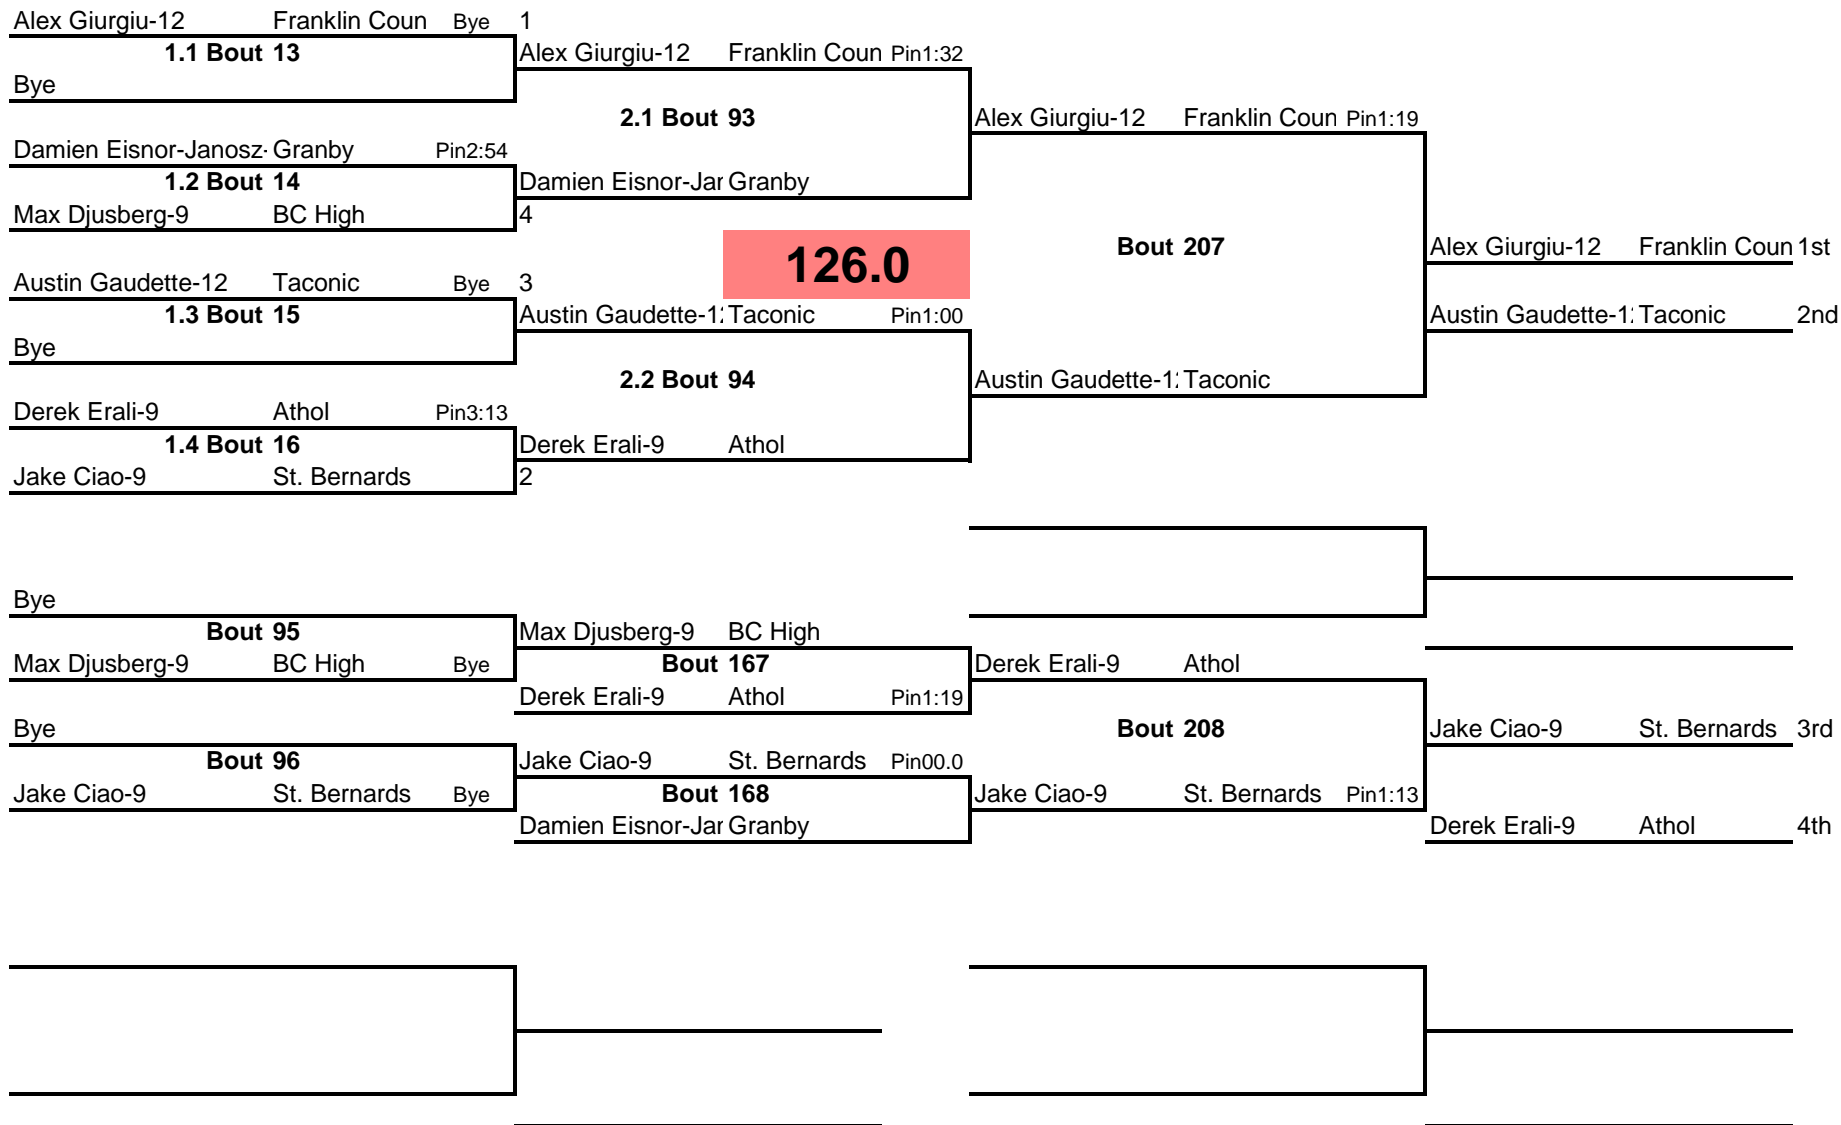 Alex Giurgiu-12 Franklin Coun Bye 1
1.1 Bout 13 Alex Giurgiu-12 Franklin Coun Pin1:32
Bye
2.1 Bout 93 Alex Giurgiu-12 Franklin Coun Pin1:19
Damien Eisnor-Janosz- Granby Pin2:54
1.2 Bout 14 Damien Eisnor-Jar Granby
Max Djusberg-9 BC High 4
Bout 207 Alex Giurgiu-12 Franklin Coun 1st
126.0
Austin Gaudette-12 Taconic Bye 3
1.3 Bout 15 Austin Gaudette-1 Taconic Pin1:00 Austin Gaudette-1 Taconic 2nd
Bye
2.2 Bout 94 Austin Gaudette-1 Taconic
Derek Erali-9 Athol Pin3:13
1.4 Bout 16 Derek Erali-9 Athol
Jake Ciao-9 St. Bernards 2
Bye
Bout 95 Max Djusberg-9 BC High
Max Djusberg-9 BC High Bye Bout 167 Derek Erali-9 Athol
Derek Erali-9 Athol Pin1:19
Bye Bout 208 Jake Ciao-9 St. Bernards 3rd
Bout 96 Jake Ciao-9 St. Bernards Pin00.0
Jake Ciao-9 St. Bernards Bye Bout 168 Jake Ciao-9 St. Bernards Pin1:13
Damien Eisnor-Jar Granby Derek Erali-9 Athol 4th